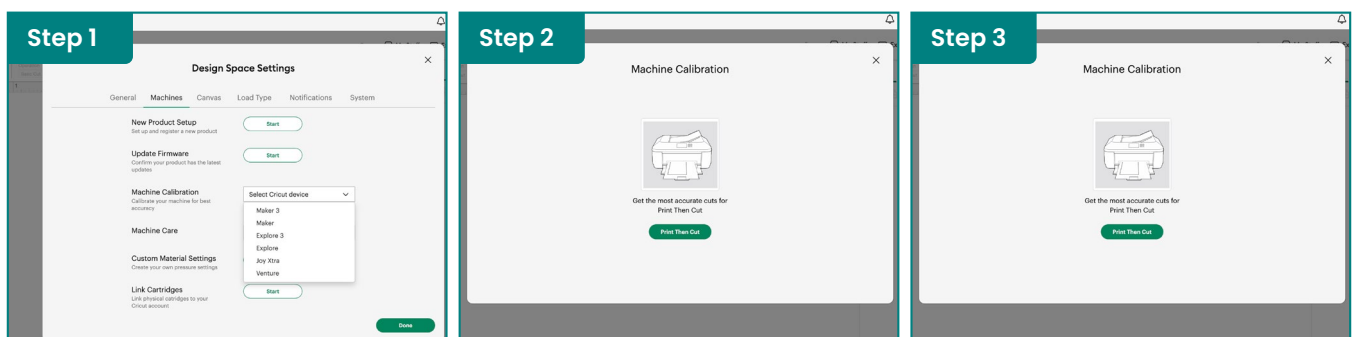 Step 1
Design Space Settings
General Machines Canvas Load Type Notifications System
New Product Setup
Set up and register a new product
Start
Update Firmware
Confirm your product has the latest
updates
Start
Machine Calibration
Calibrate your machine for best
accuracy
Select Cricut device
Maker 3
Maker
Explore 3
Explore
Joy Xtra
Venture
Machine Care
Custom Material Settings
Create your own pressure settings
Link Cartridges
Link physical catridges to your
Cricut account
Start
Done
Step 2
Machine Calibration
Get the most accurate cuts for
Print Then Cut
Print Then Cut
Step 3
Machine Calibration
Get the most accurate cuts for
Print Then Cut
Print Then Cut